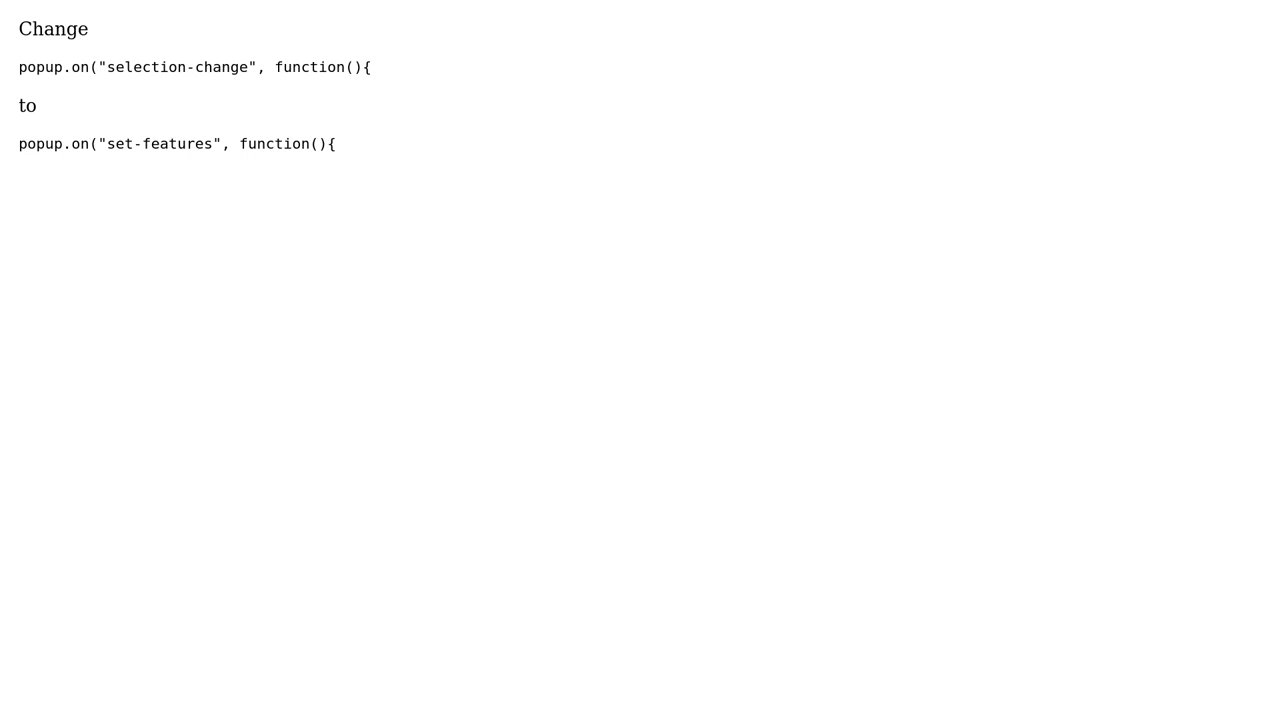 Change
popup.on("selection-change", function(){
to
popup.on("set-features", function(){